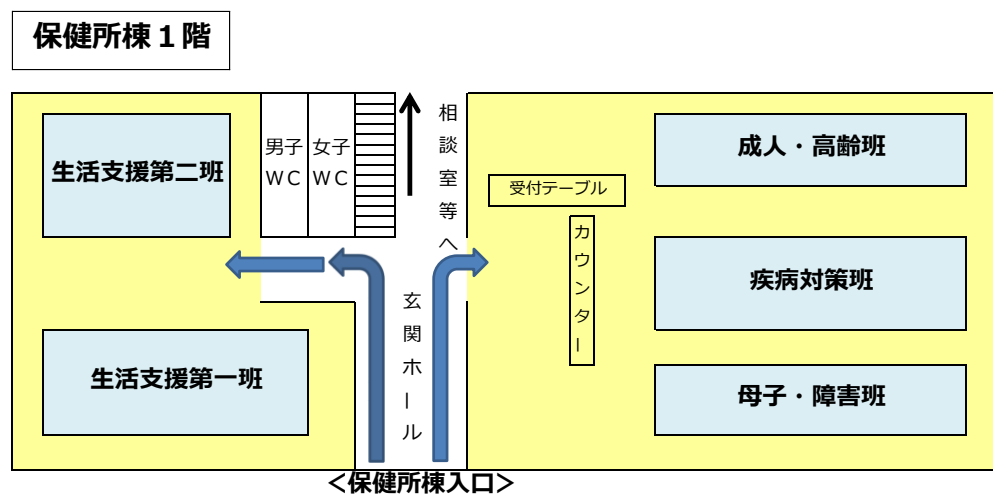 保健所棟１階
生活支援第二班
男子
ＷＣ
女子
ＷＣ
相談室等へ
受付テーブル
カウンター
成人・高齢班
疾病対策班
玄関ホール
生活支援第一班
母子・障害班
＜保健所棟入口＞